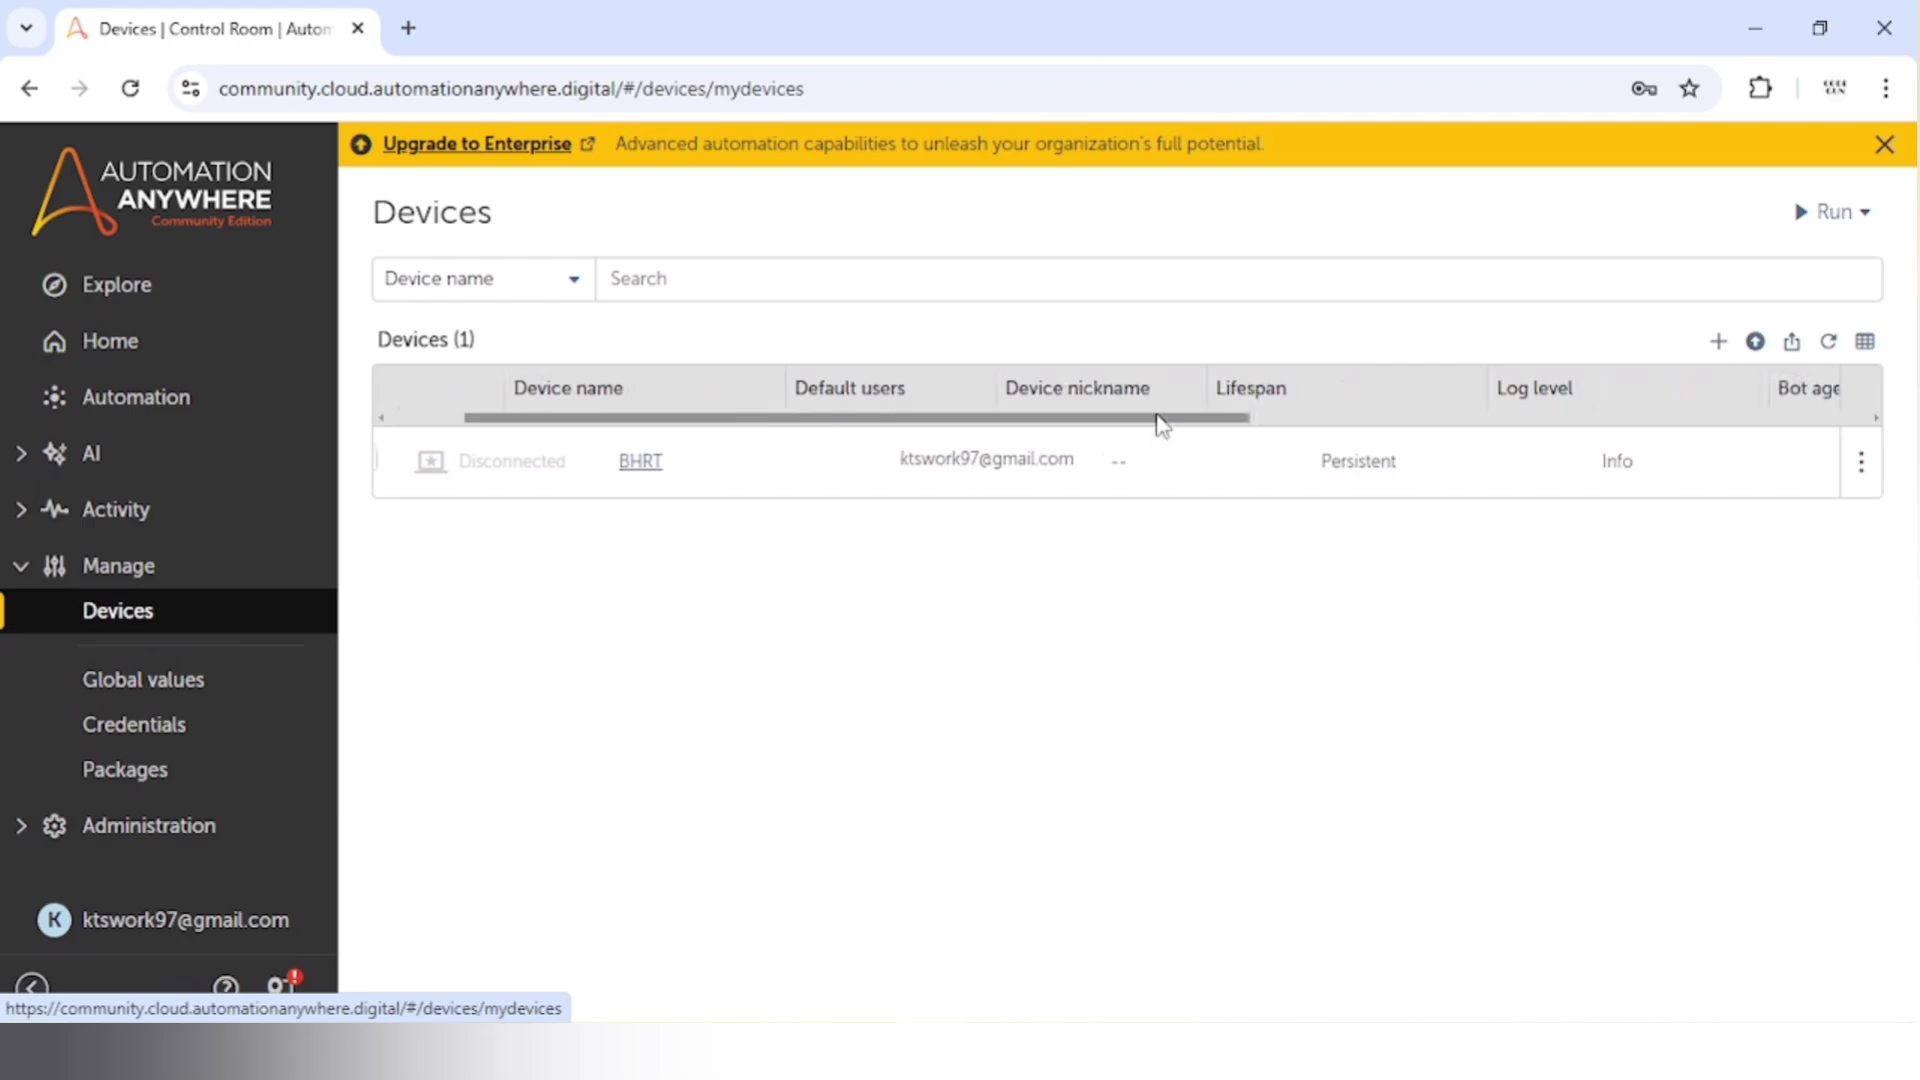 Devices | Control Room | Autom
community.cloud.automationanywhere.digital/#/devices/mydevices
Upgrade to Enterprise Advanced automation capabilities to unleash your organization's full potential.
AUTOMATION
ANYWHERE
Community Edition
Explore
Home
Automation
AI
Activity
Manage
Devices
Global values
Credentials
Packages
Administration
K ktswork97@gmail.com
https://community.cloud.automationanywhere.digital/#/devices/mydevices
Devices
Run
Device name Search
Devices (1)
Device name Default users Device nickname Lifespan Log level Bot age
Disconnected BHRT ktswork97@gmail.com -- Persistent Info